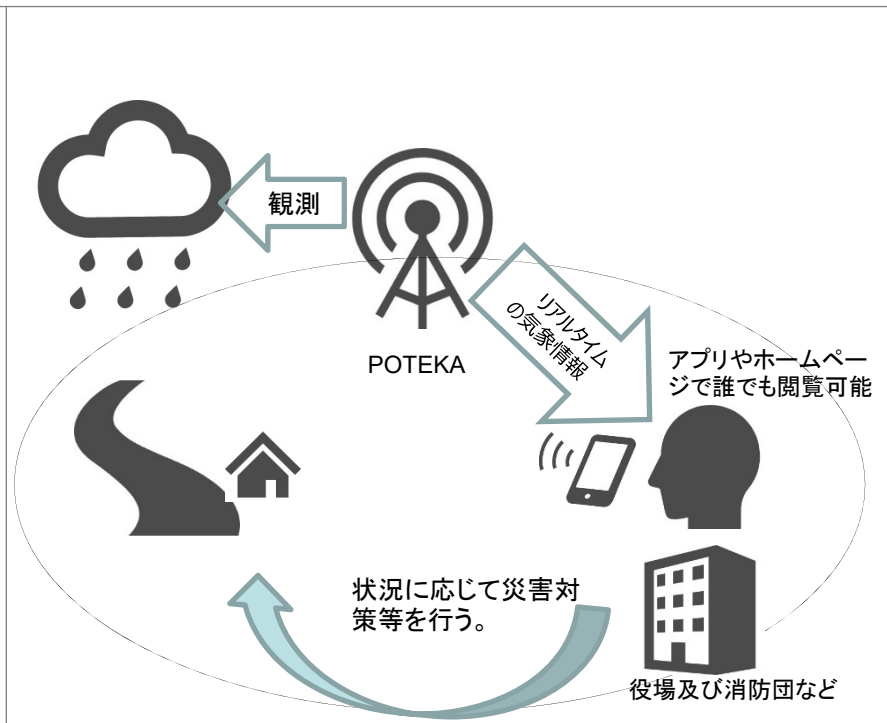 観測
リアルタイム
の気象情報
POTEKA
アプリやホームペー
ジで誰でも閲覧可能
状況に応じて災害対
策等を行う。
役場及び消防団など